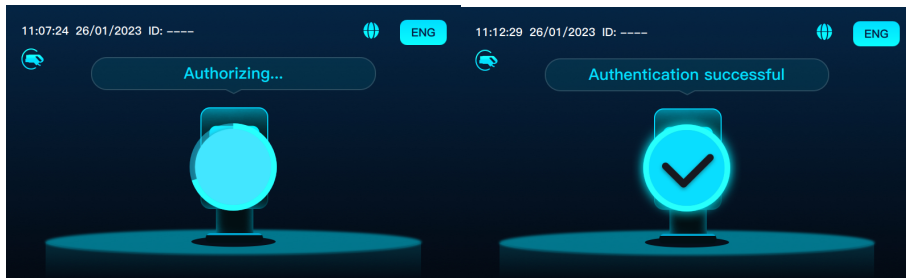 11:07:24 26/01/2023 ID: ----
ENG
Authorizing...
11:12:29 26/01/2023 ID: ----
ENG
Authentication successful